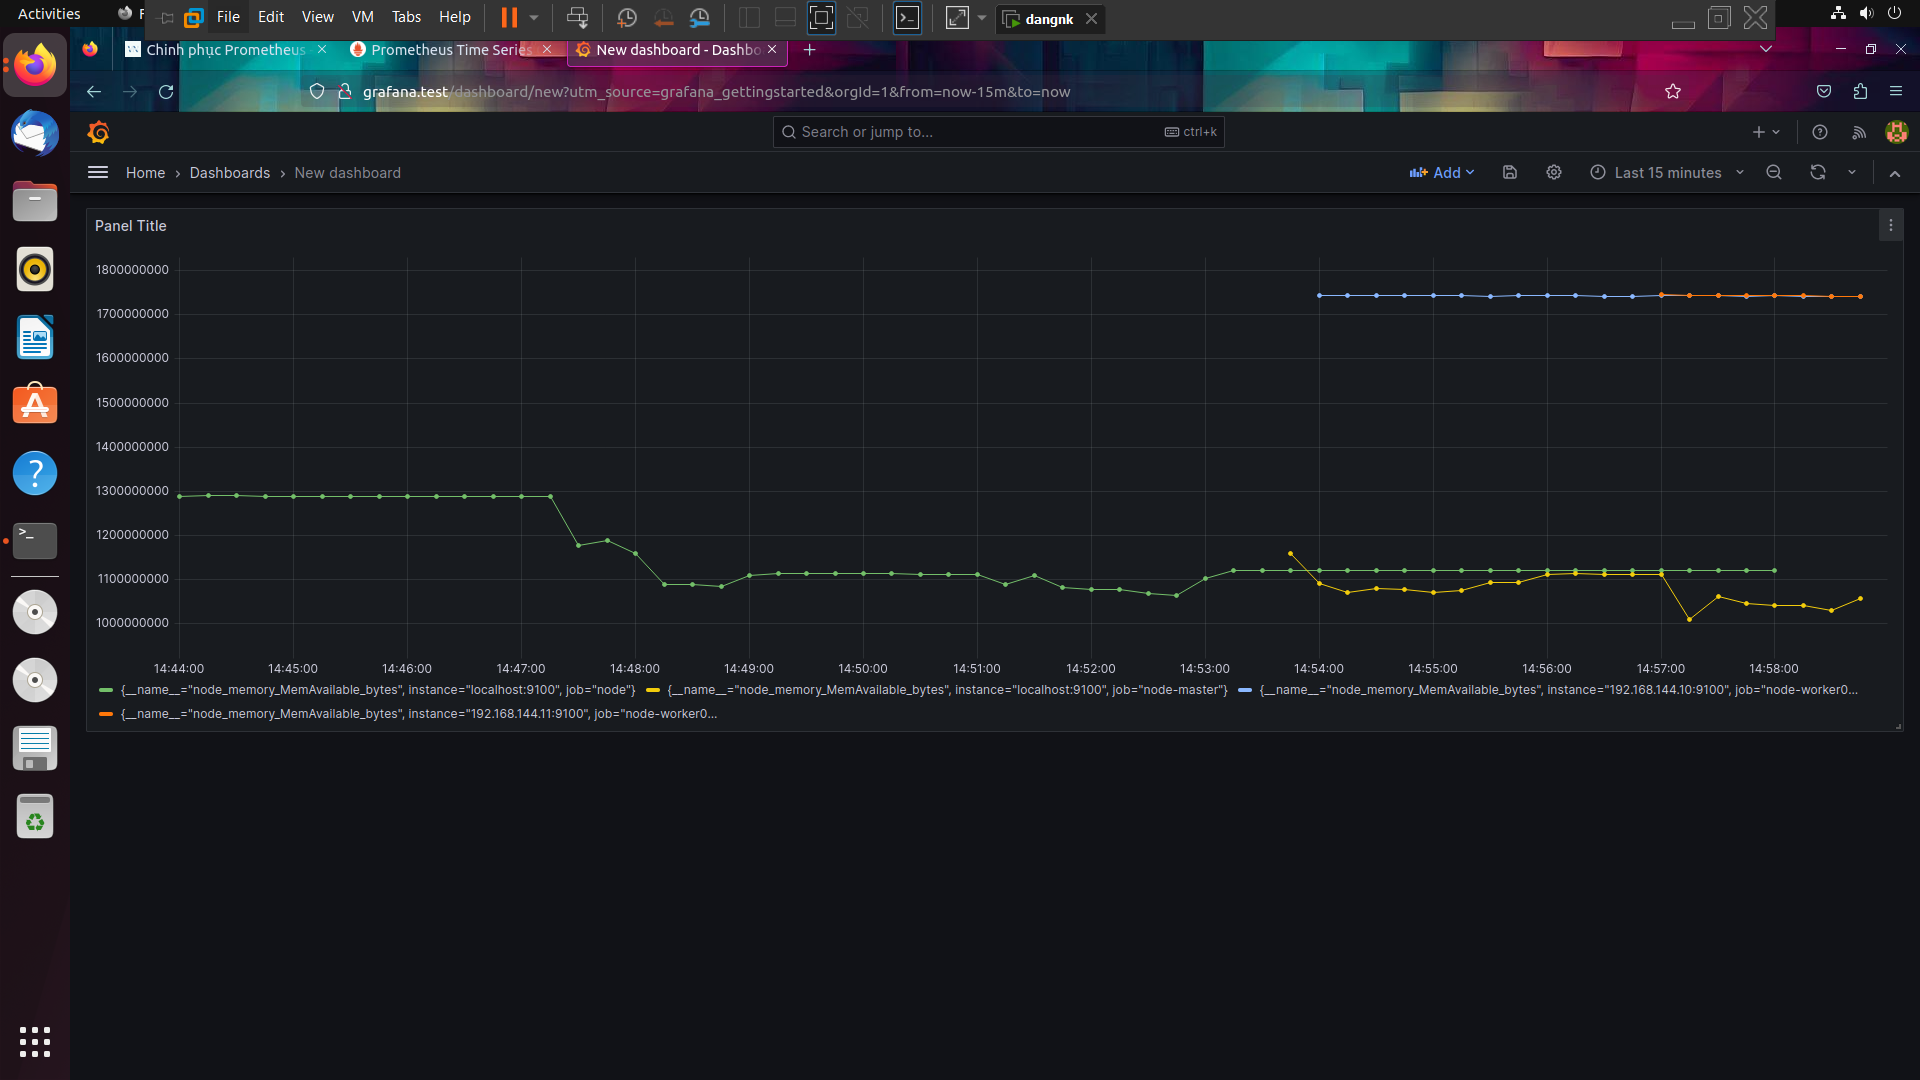 Activities
File Edit View VM Tabs Help
dangnk
Chinh phục Prometheus
Prometheus Time Series
New dashboard - Dashbo
grafana.test/dashboard/new?utm_source=grafana_gettingstarted&orgId=1&from=now-15m&to=now
Search or jump to...
ctrl+k
Home › Dashboards › New dashboard
Add
Last 15 minutes
Panel Title
1800000000
1700000000
1600000000
1500000000
1400000000
1300000000
1200000000
1100000000
1000000000
14:44:00 14:45:00 14:46:00 14:47:00 14:48:00 14:49:00 14:50:00 14:51:00 14:52:00 14:53:00 14:54:00 14:55:00 14:56:00 14:57:00 14:58:00
{__name__="node_memory_MemAvailable_bytes", instance="localhost:9100", job="node"} {__name__="node_memory_MemAvailable_bytes", instance="localhost:9100", job="node-master"} {__name__="node_memory_MemAvailable_bytes", instance="192.168.144.10:9100", job="node-worker0...
{__name__="node_memory_MemAvailable_bytes", instance="192.168.144.11:9100", job="node-worker0...